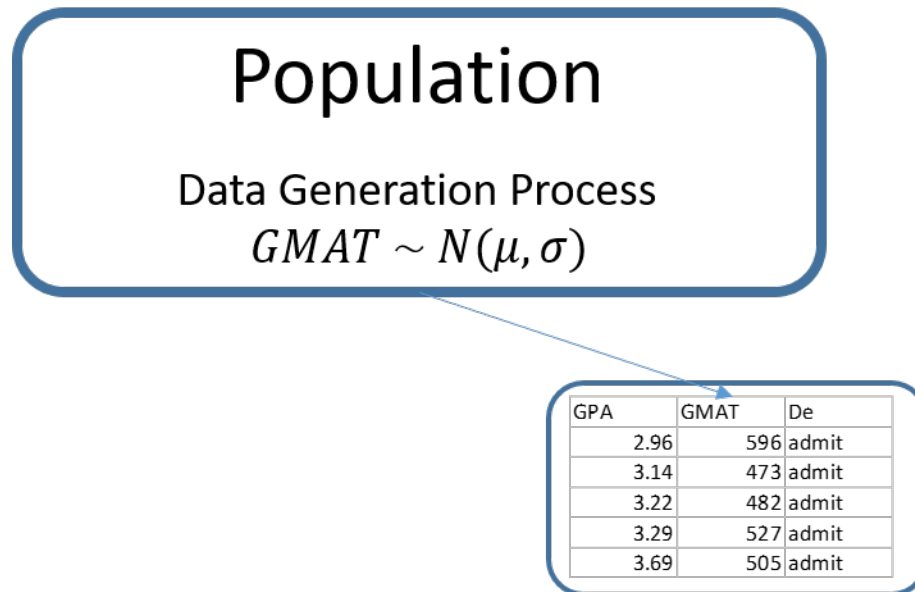 Population
Data Generation Process
GMAT ~ N(μ, σ)
GPA GMAT De
2.96 596 admit
3.14 473 admit
3.22 482 admit
3.29 527 admit
3.69 505 admit